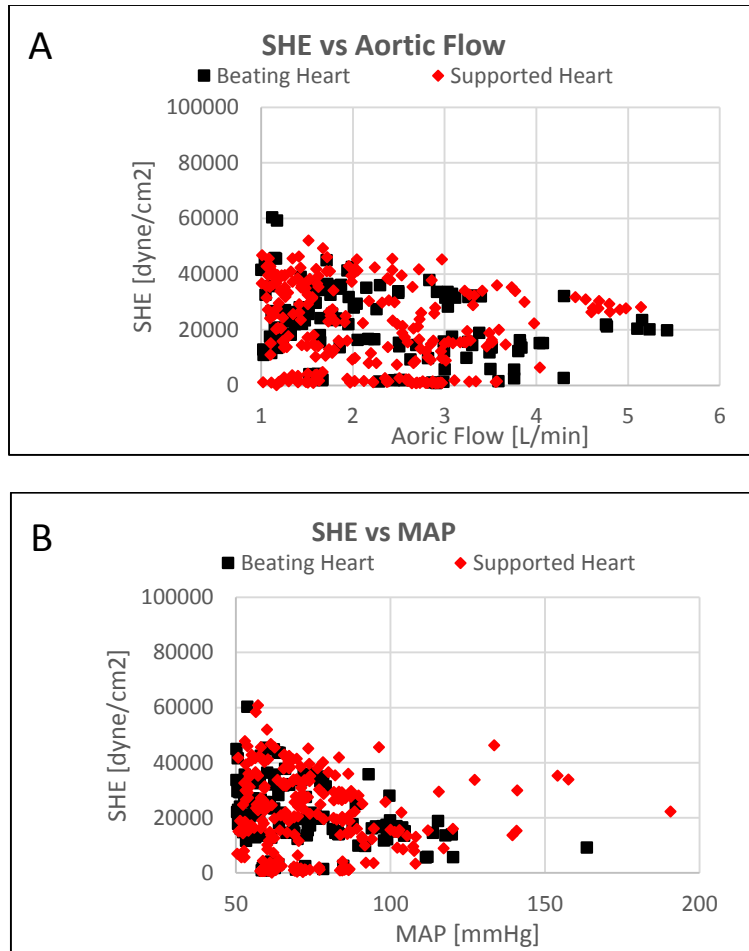 A
SHE vs Aortic Flow
Beating Heart Supported Heart
100000
80000
60000
40000
20000
0
SHE [dyne/cm2]
1 2 3 4 5 6
Aoric Flow [L/min]
B
SHE vs MAP
Beating Heart Supported Heart
100000
80000
60000
40000
20000
0
SHE [dyne/cm2]
50 100 150 200
MAP [mmHg]